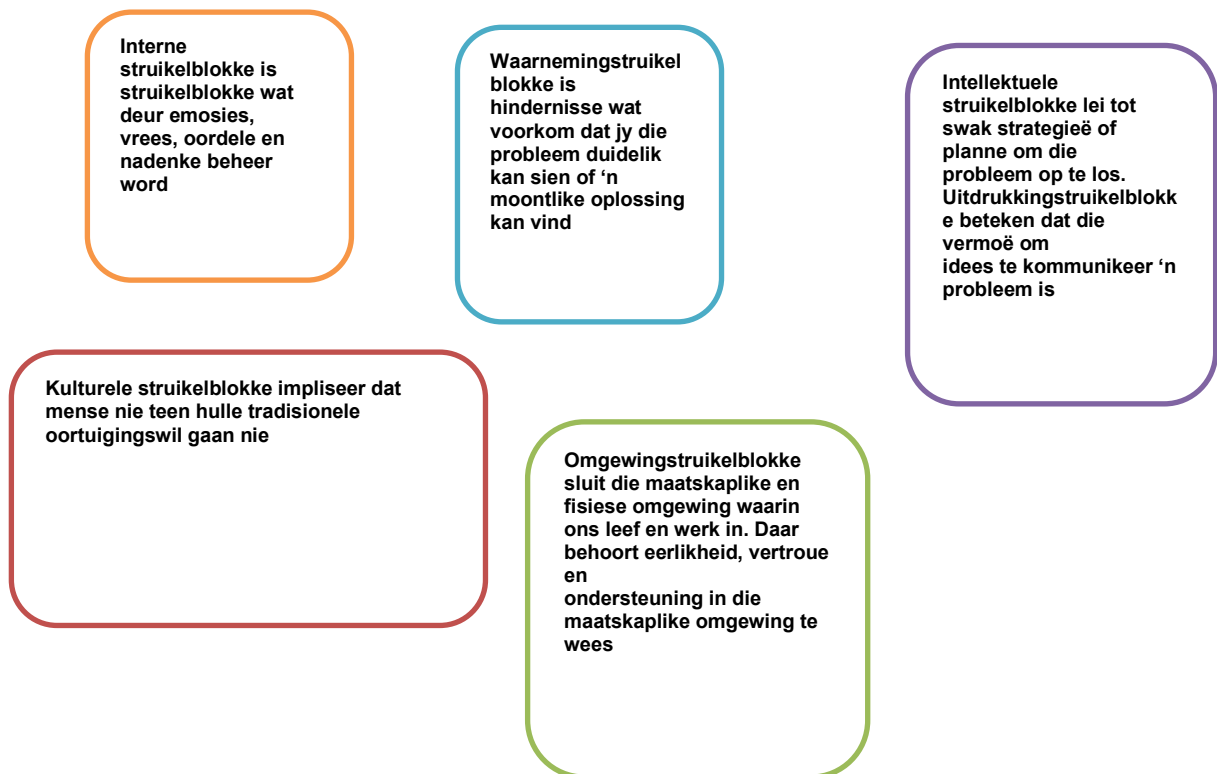 Interne
struikelblokke is
struikelblokke wat
deur emosies,
vrees, oordele en
nadenke beheer
word
Waarnemingstruikel
blokke is
hindernisse wat
voorkom dat jy die
probleem duidelik
kan sien of ‘n
moontlike oplossing
kan vind
Intellektuele
struikelblokke lei tot
swak strategieë of
planne om die
probleem op te los.
Uitdrukkingstruikelblokk
e beteken dat die
vermoë om
idees te kommunikeer ‘n
probleem is
Kulturele struikelblokke impliseer dat
mense nie teen hulle tradisionele
oortuigingswil gaan nie
Omgewingstruikelblokke
sluit die maatskaplike en
fisiese omgewing waarin
ons leef en werk in. Daar
behoort eerlikheid, vertroue
en
ondersteuning in die
maatskaplike omgewing te
wees